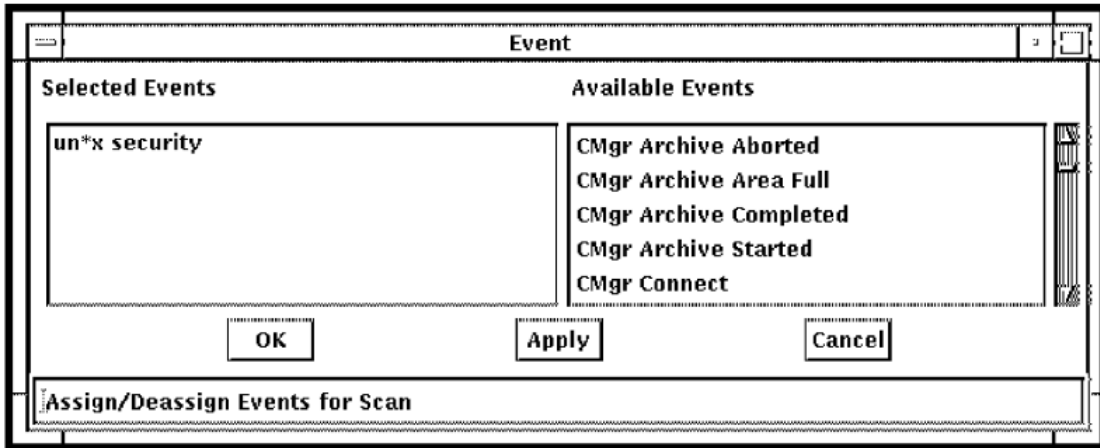 Event
Selected Events
Available Events
un*x security
CMgr Archive Aborted
CMgr Archive Area Full
CMgr Archive Completed
CMgr Archive Started
CMgr Connect
OK
Apply
Cancel
Assign/Deassign Events for Scan